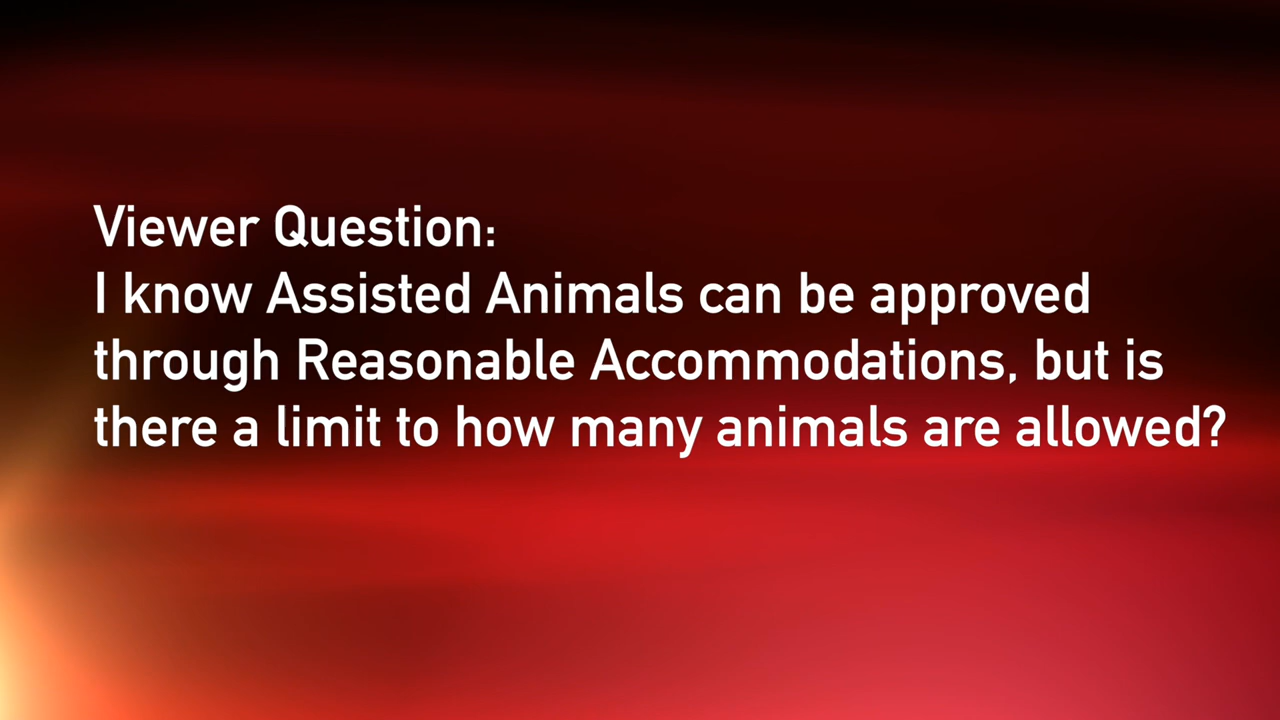 Viewer Question:
I know Assisted Animals can be approved
through Reasonable Accommodations, but is
there a limit to how many animals are allowed?